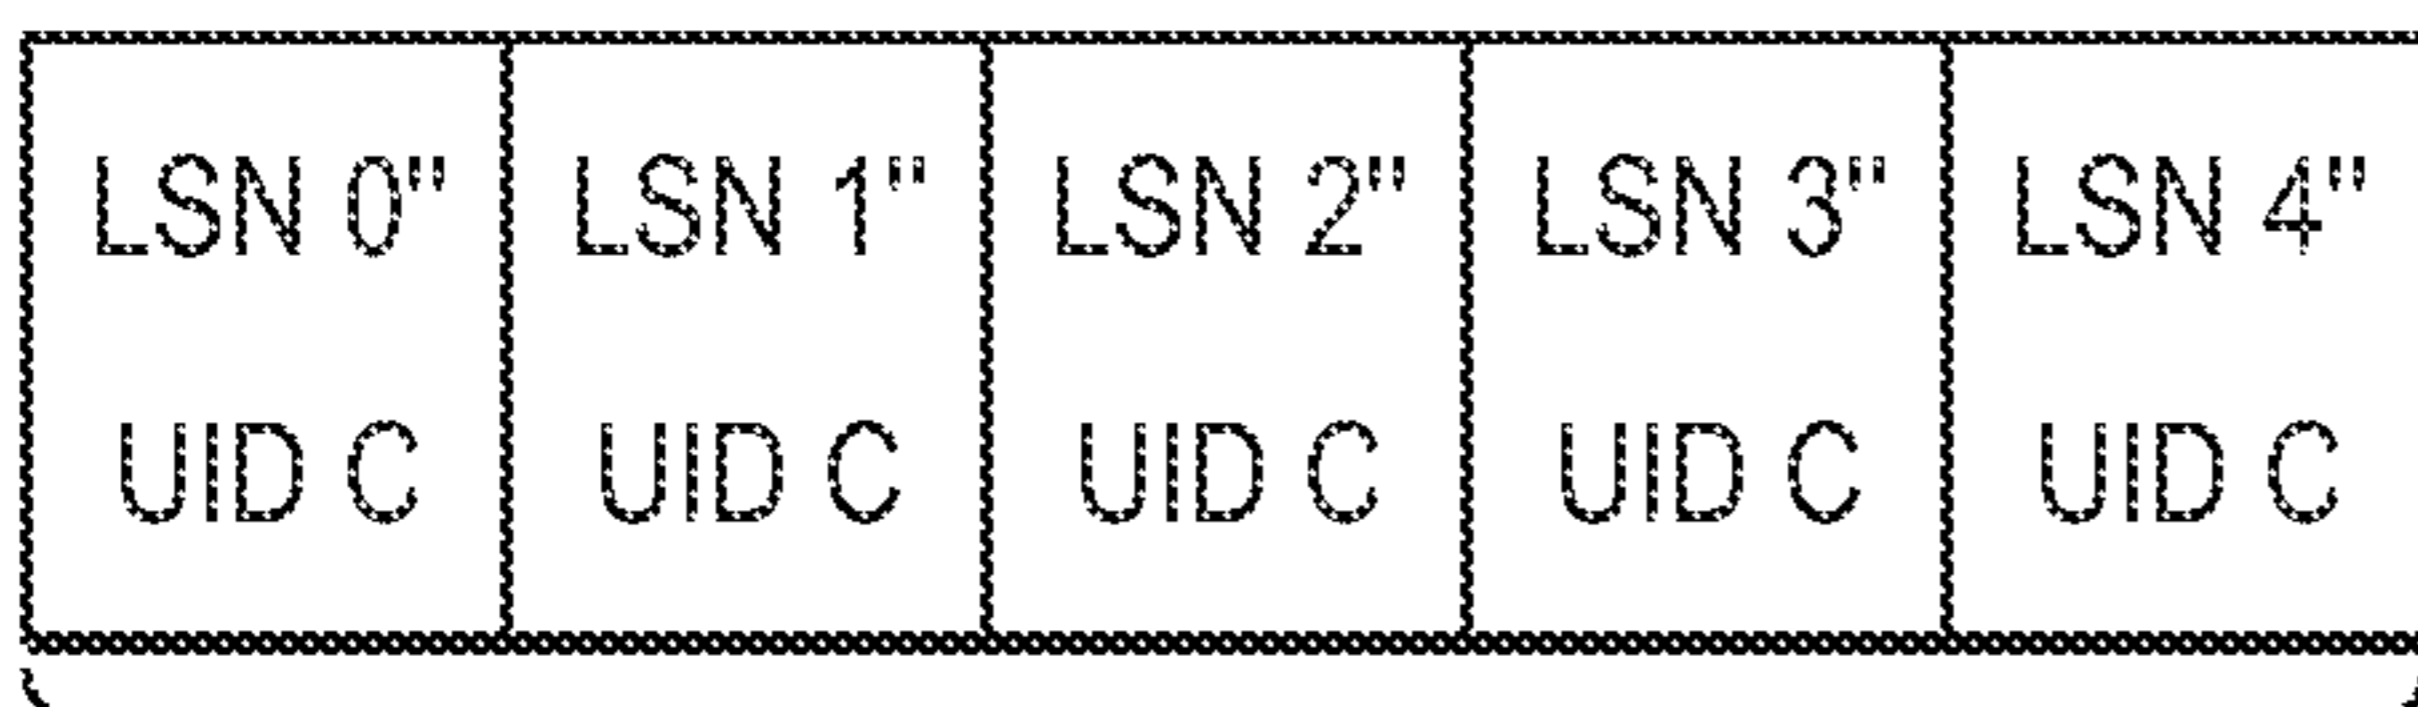 LSN 0" LSN 1" LSN 2" LSN 3" LSN 4"
UID C UID C UID C UID C UID C